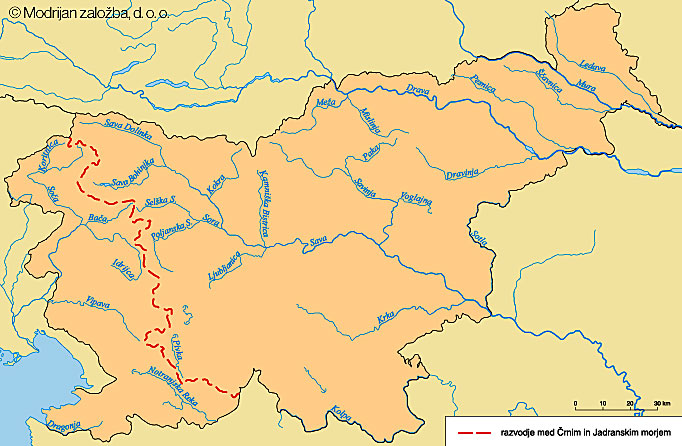 © Modrijan založba, d. o. o.
Ledava
Ščavnica
Mura
Pesnica
Drava
Meža
Mislinja
Paka
Dravinja
Savinja
Voglajna
Sotla
Sava Dolinka
Koritnica
Sava Bohinjka
Kokra
Kamniška Bistrica
Soča
Selška S.
Bača
Poljanska S.
Sora
Sava
Idrijca
Ljubljanica
Vipava
Krka
Pivka
Notranjska Reka
Kolpa
Dragonja
0 10 20 30 km
razvodje med Črnim in Jadranskim morjem